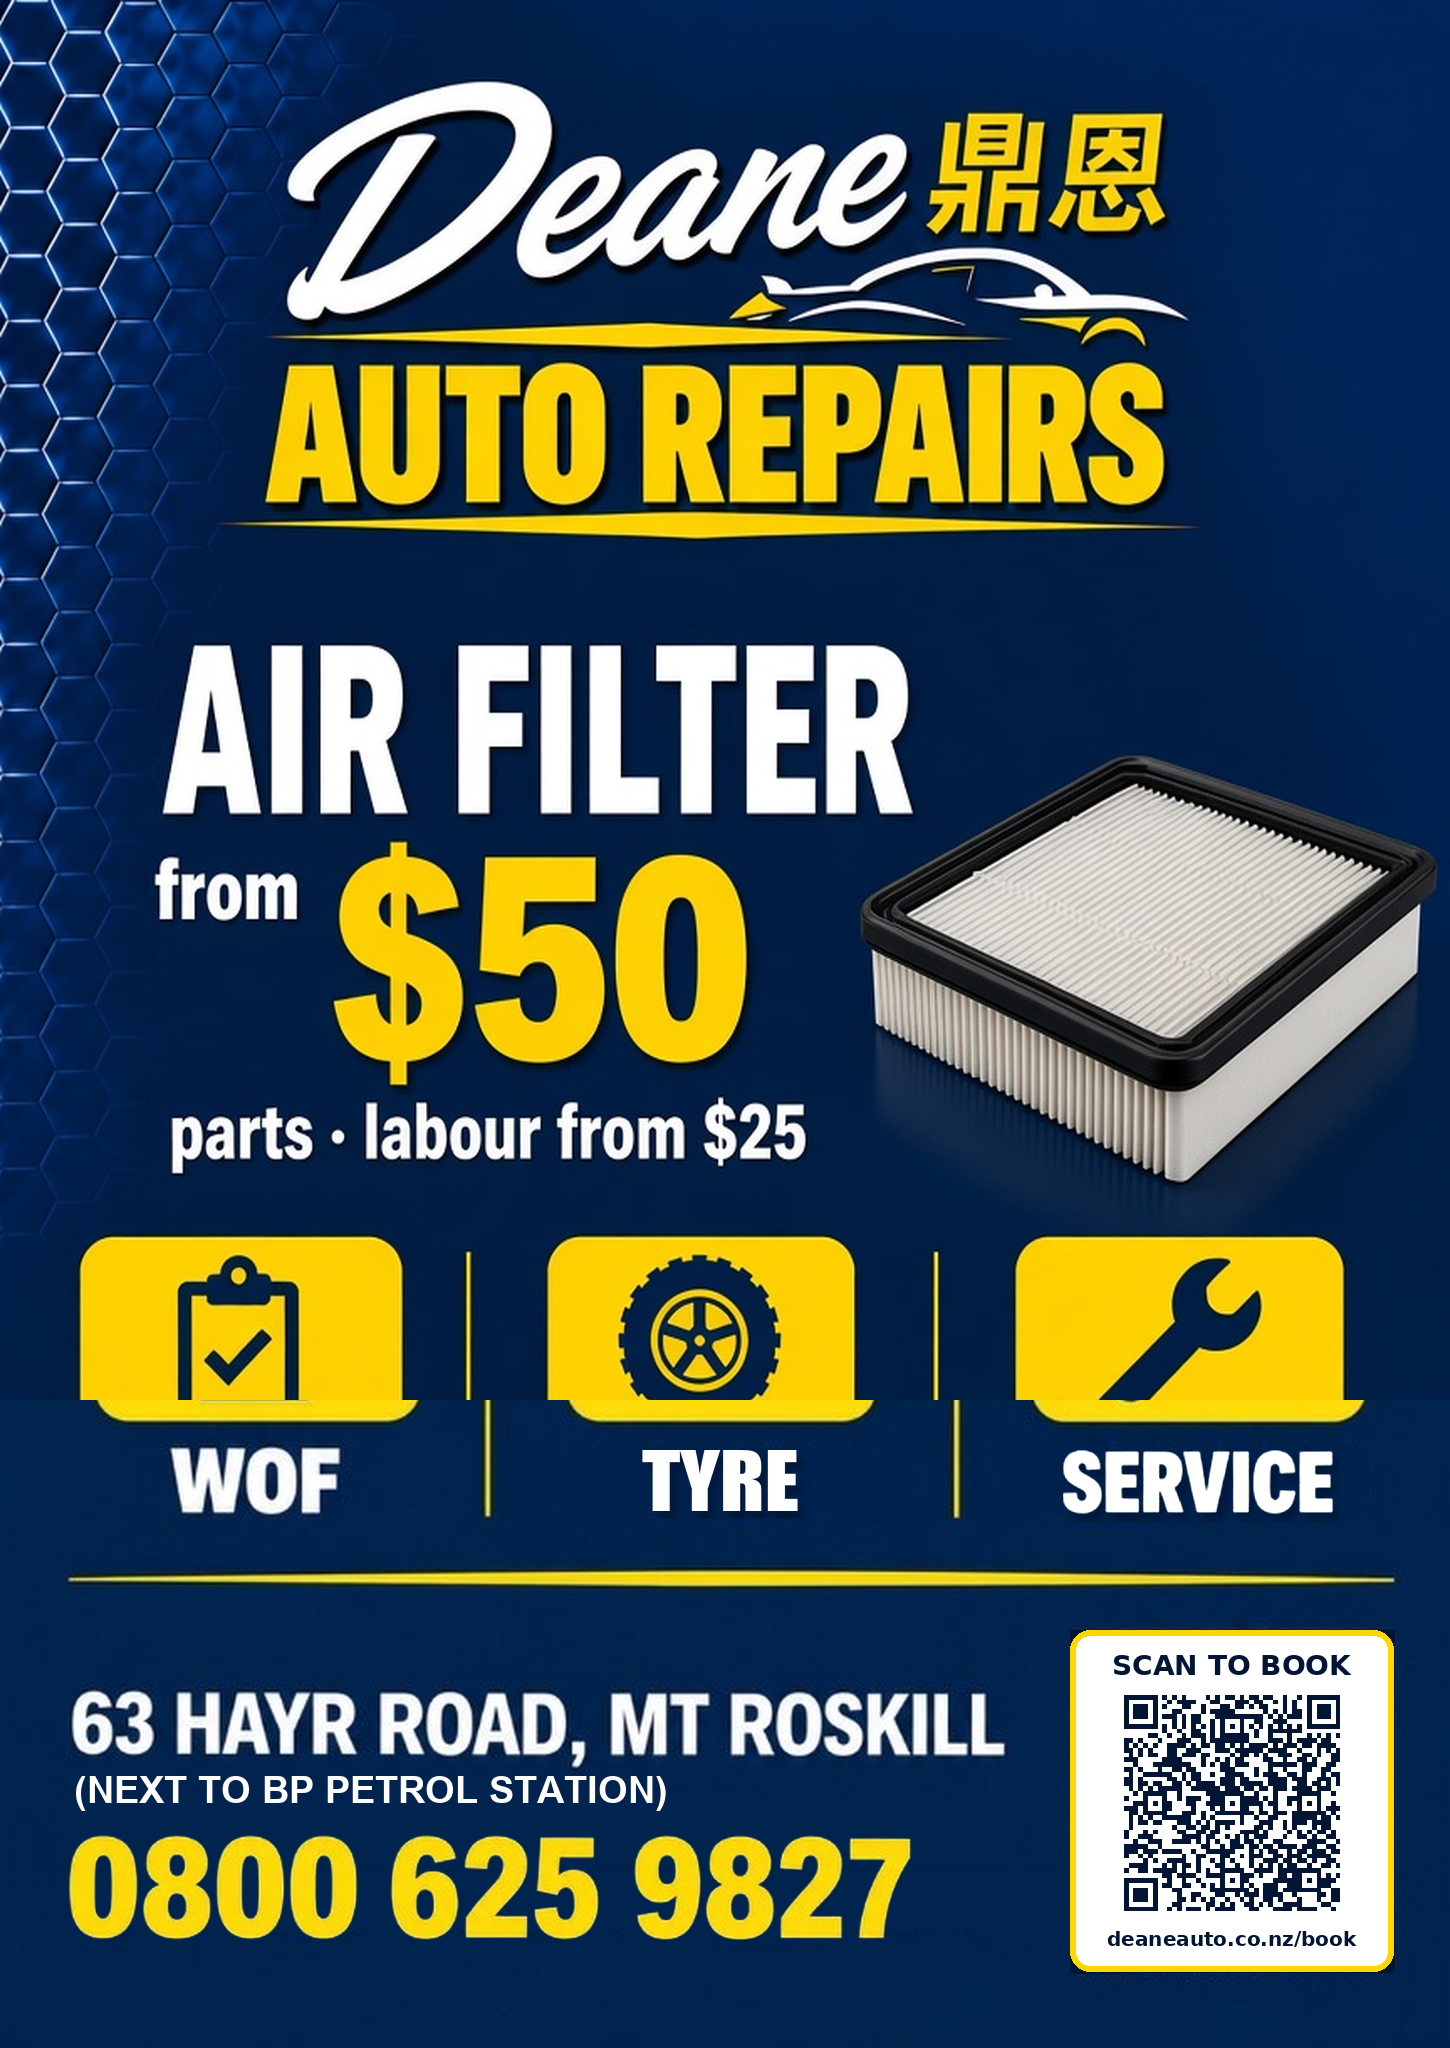 Deane 鼎恩
AUTO REPAIRS
AIR FILTER
from $50
parts · labour from $25
WOF
TYRE
SERVICE
63 HAYR ROAD, MT ROSKILL
(NEXT TO BP PETROL STATION)
0800 625 9827
SCAN TO BOOK
deaneauto.co.nz/book